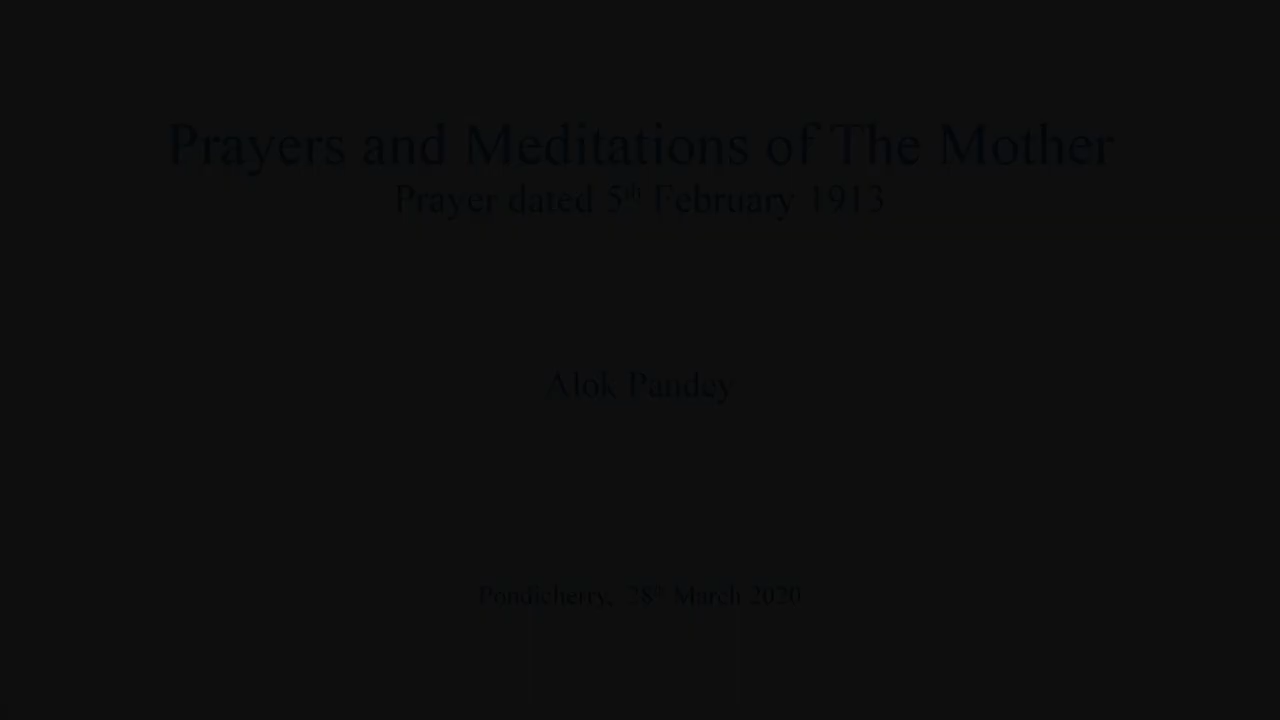 Prayers and Meditations of The Mother
Prayer dated 5th February 1913
Alok Pandey
Pondicherry, 28th March 2020